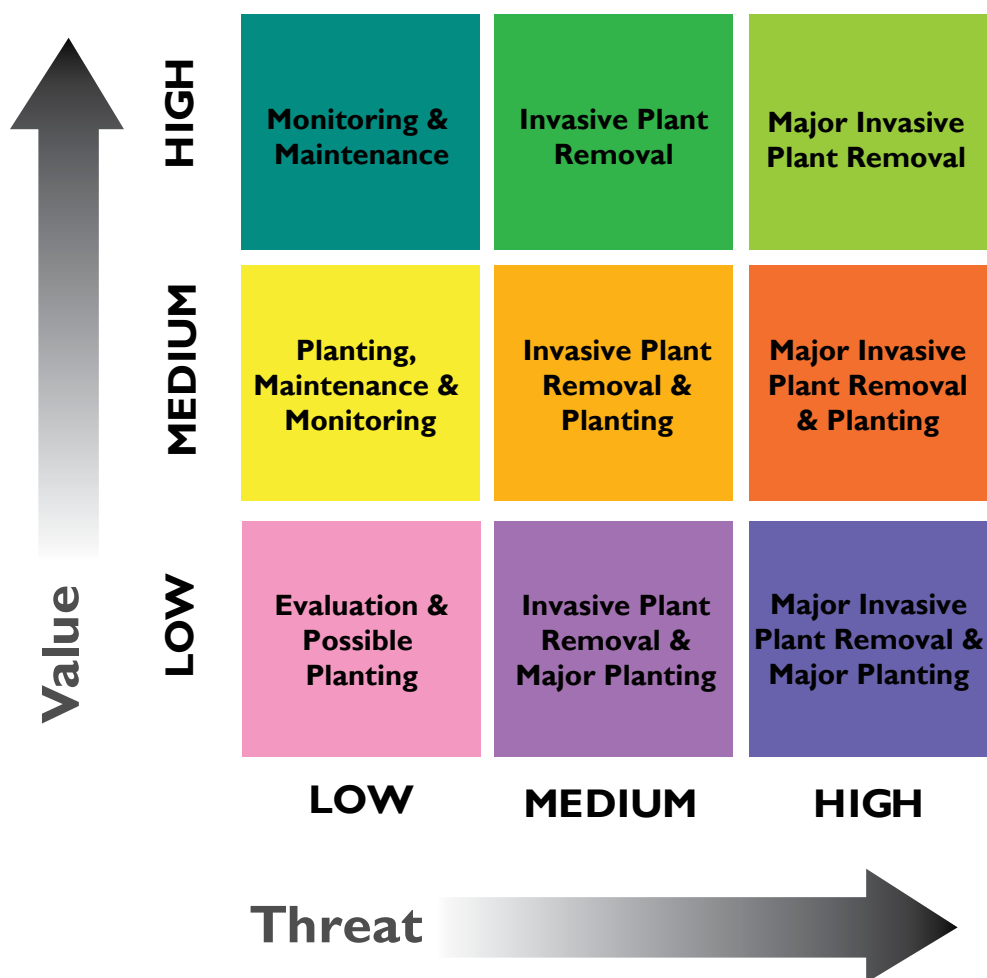 HIGH
Monitoring &
Maintenance
Invasive Plant
Removal
Major Invasive
Plant Removal
MEDIUM
Planting,
Maintenance &
Monitoring
Invasive Plant
Removal &
Planting
Major Invasive
Plant Removal
& Planting
Value
LOW
Evaluation &
Possible
Planting
Invasive Plant
Removal &
Major Planting
Major Invasive
Plant Removal &
Major Planting
LOW
MEDIUM
HIGH
Threat